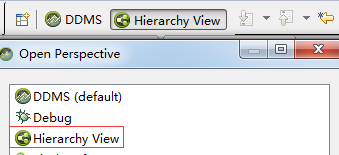 DDMS Hierarchy View
Open Perspective
DDMS (default)
Debug
Hierarchy View